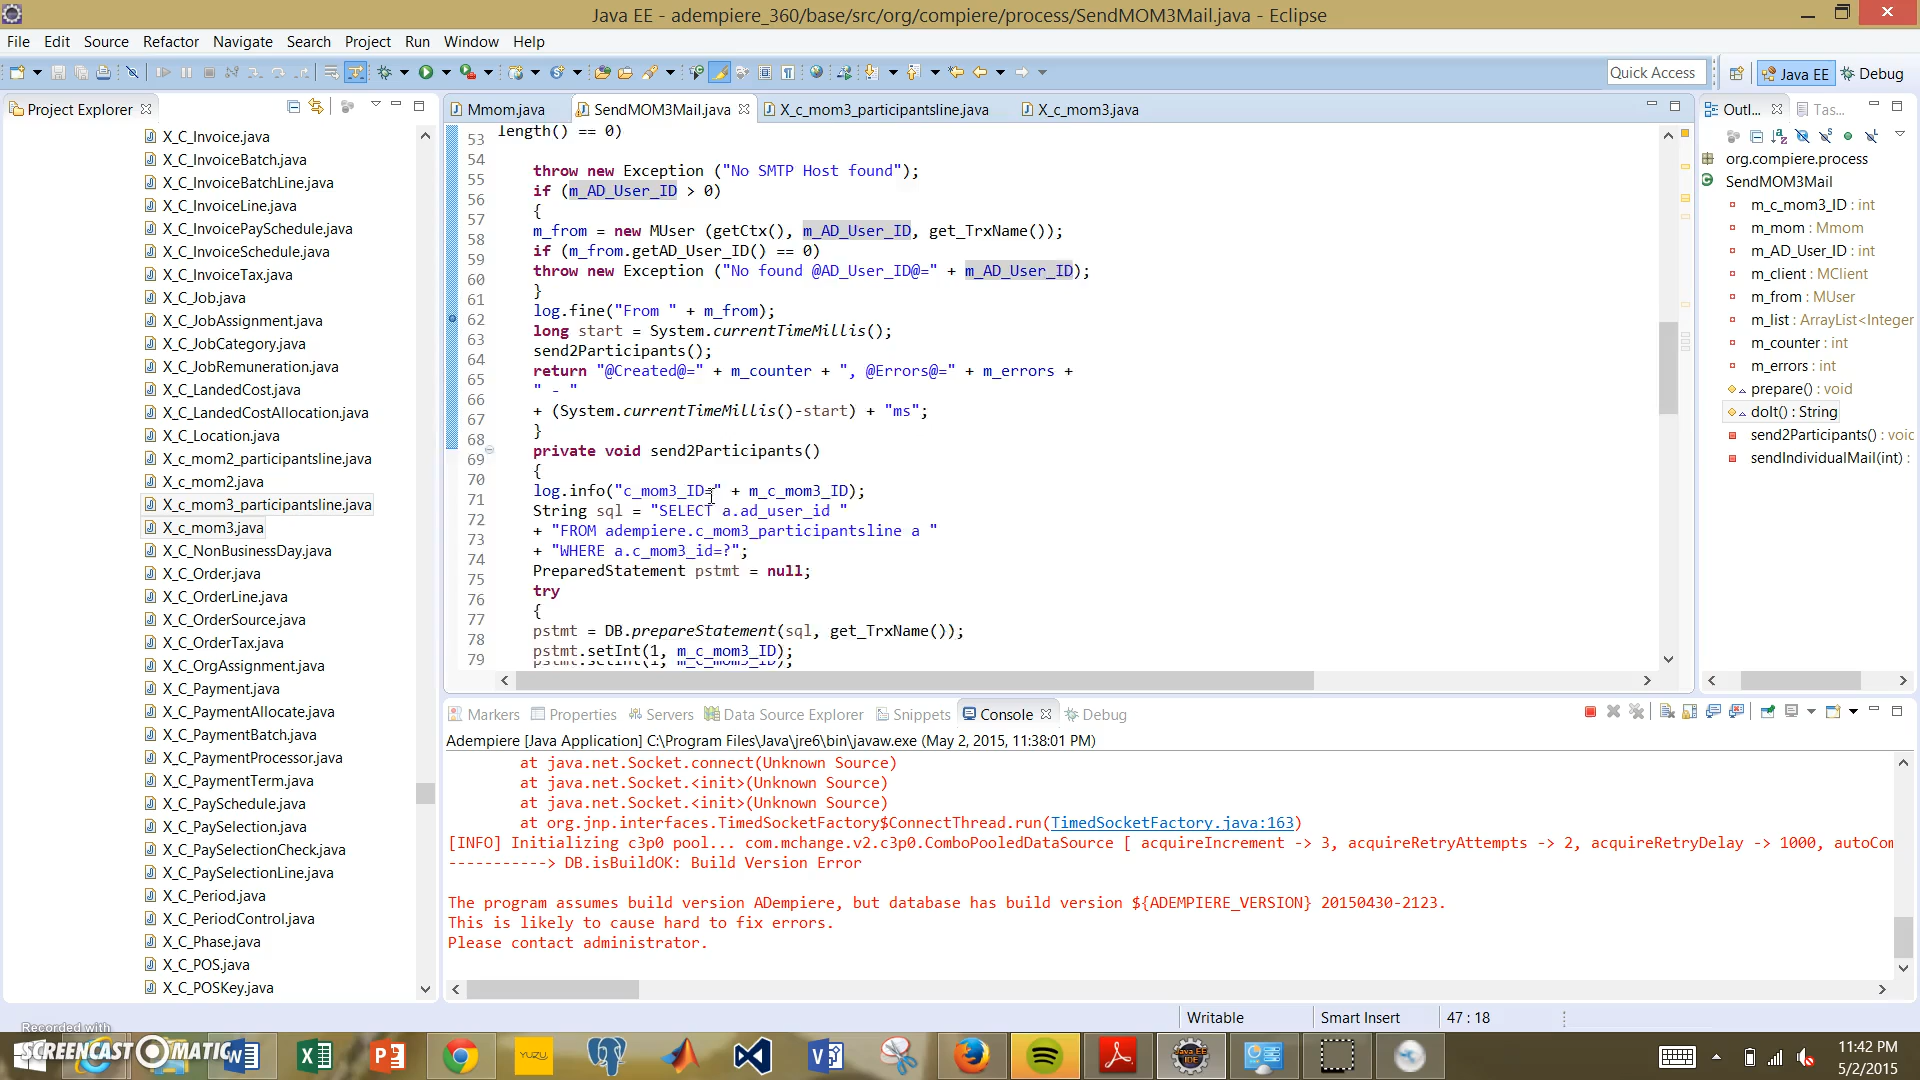 Java EE - adempiere_360/base/src/org/compiere/process/SendMOM3Mail.java - Eclipse
File Edit Source Refactor Navigate Search Project Run Window Help
Quick Access Java EE Debug
Project Explorer
X_C_Invoice.java
X_C_InvoiceBatch.java
X_C_InvoiceBatchLine.java
X_C_InvoiceLine.java
X_C_InvoicePaySchedule.java
X_C_InvoiceSchedule.java
X_C_InvoiceTax.java
X_C_Job.java
X_C_JobAssignment.java
X_C_JobCategory.java
X_C_JobRemuneration.java
X_C_LandedCost.java
X_C_LandedCostAllocation.java
X_C_Location.java
X_c_mom2_participantsline.java
X_c_mom2.java
X_c_mom3_participantsline.java
X_c_mom3.java
X_C_NonBusinessDay.java
X_C_Order.java
X_C_OrderLine.java
X_C_OrderSource.java
X_C_OrderTax.java
X_C_OrgAssignment.java
X_C_Payment.java
X_C_PaymentAllocate.java
X_C_PaymentBatch.java
X_C_PaymentProcessor.java
X_C_PaymentTerm.java
X_C_PaySchedule.java
X_C_PaySelection.java
X_C_PaySelectionCheck.java
X_C_PaySelectionLine.java
X_C_Period.java
X_C_PeriodControl.java
X_C_Phase.java
X_C_POS.java
X_C_POSKey.java
Mmom.java SendMOM3Mail.java X_c_mom3_participantsline.java X_c_mom3.java
53 length() == 0)
54
55 throw new Exception ("No SMTP Host found");
56 if (m_AD_User_ID > 0)
57 {
58 m_from = new MUser (getCtx(), m_AD_User_ID, get_TrxName());
59 if (m_from.getAD_User_ID() == 0)
60 throw new Exception ("No found @AD_User_ID@=" + m_AD_User_ID);
61 }
62 log.fine("From " + m_from);
63 long start = System.currentTimeMillis();
64 send2Participants();
65 return "@Created@=" + m_counter + ", @Errors@=" + m_errors +
66 " - "
67 + (System.currentTimeMillis()-start) + "ms";
68 }
69 private void send2Participants()
70 {
71 log.info("c_mom3_ID=" + m_c_mom3_ID);
72 String sql = "SELECT a.ad_user_id "
73 + "FROM adempiere.c_mom3_participantsline a "
74 + "WHERE a.c_mom3_id=?";
75 PreparedStatement pstmt = null;
76 try
77 {
78 pstmt = DB.prepareStatement(sql, get_TrxName());
79 pstmt.setInt(1, m_c_mom3_ID);
Outl... Tas...
org.compiere.process
SendMOM3Mail
m_c_mom3_ID : int
m_mom : Mmom
m_AD_User_ID : int
m_client : MClient
m_from : MUser
m_list : ArrayList<Integer
m_counter : int
m_errors : int
prepare() : void
doIt() : String
send2Participants() : voic
sendIndividualMail(int) :
Markers Properties Servers Data Source Explorer Snippets Console Debug
Adempiere [Java Application] C:\Program Files\Java\jre6\bin\javaw.exe (May 2, 2015, 11:38:01 PM)
at java.net.Socket.connect(Unknown Source)
at java.net.Socket.<init>(Unknown Source)
at java.net.Socket.<init>(Unknown Source)
at org.jnp.interfaces.TimedSocketFactory$ConnectThread.run(TimedSocketFactory.java:163)
[INFO] Initializing c3p0 pool... com.mchange.v2.c3p0.ComboPooledDataSource [ acquireIncrement -> 3, acquireRetryAttempts -> 2, acquireRetryDelay -> 1000, autoCom
-----------> DB.isBuildOK: Build Version Error
The program assumes build version ADempiere, but database has build version ${ADEMPIERE_VERSION} 20150430-2123.
This is likely to cause hard to fix errors.
Please contact administrator.
Writable Smart Insert 47 : 18
Recorded with
SCREENCAST-O-MATIC
YUZU
Java EE IDE
11:42 PM
5/2/2015